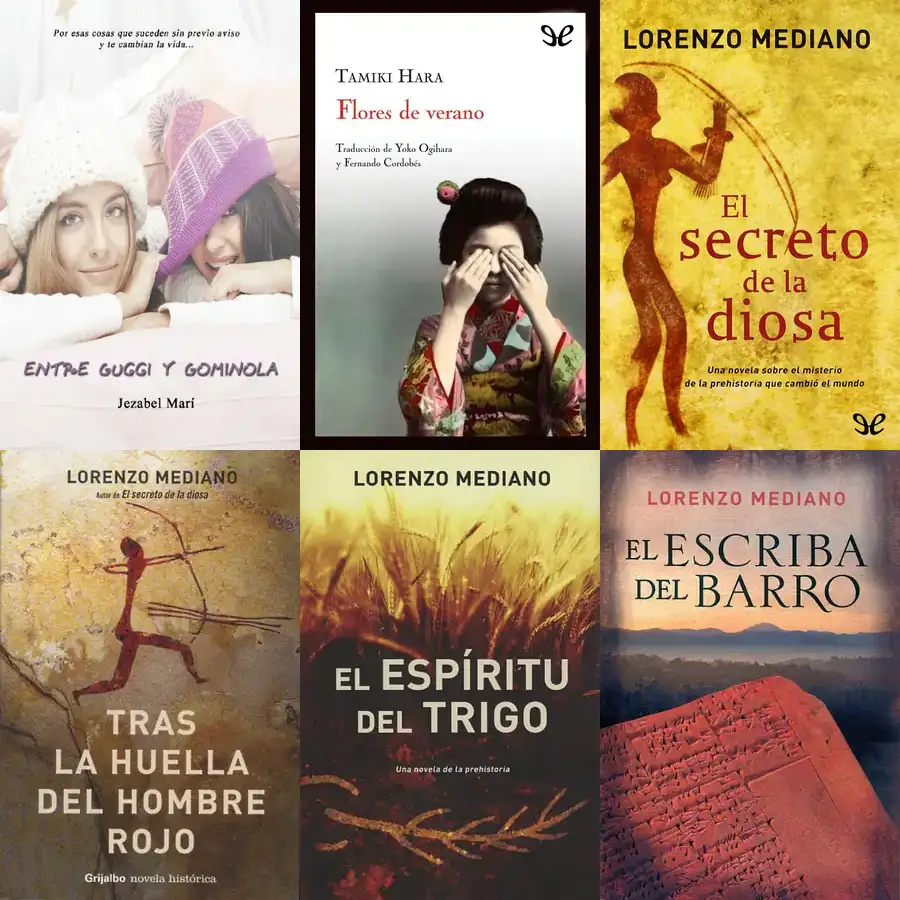 Por esas cosas que suceden sin previo aviso
y te cambian la vida...
ENTRE GUGGI Y GOMINOLA
Jezabel Marí
TAMIKI HARA
Flores de verano
Traducción de Yoko Ogihara
y Fernando Cordobés
LORENZO MEDIANO
El
secreto
de la
diosa
Una novela sobre el misterio
de la prehistoria que cambió el mundo
LORENZO MEDIANO
Autor de El secreto de la diosa
TRAS
LA HUELLA
DEL HOMBRE
ROJO
Grijalbo novela histórica
LORENZO MEDIANO
EL ESPÍRITU
DEL TRIGO
Una novela de la prehistoria
LORENZO MEDIANO
EL ESCRIBA
DEL BARRO